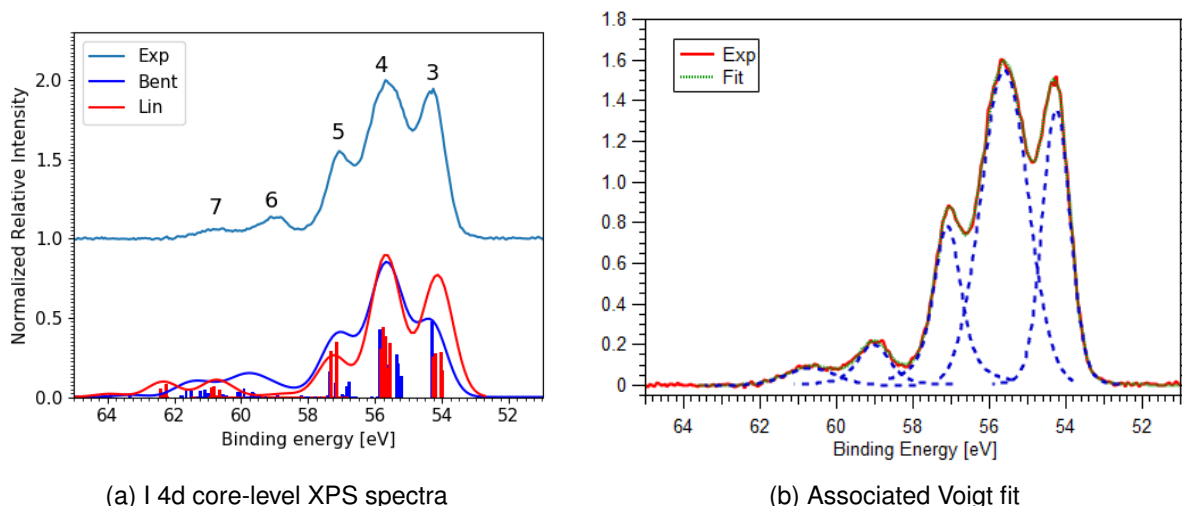 Exp
Bent
Lin
4
3
5
6
7
2.0
1.5
1.0
0.5
0.0
Normalized Relative Intensity
64 62 60 58 56 54 52
Binding energy [eV]
(a) I 4d core-level XPS spectra
1.8
1.6
1.4
1.2
1.0
0.8
0.6
0.4
0.2
0
Exp
Fit
64 62 60 58 56 54 52
Binding Energy [eV]
(b) Associated Voigt fit